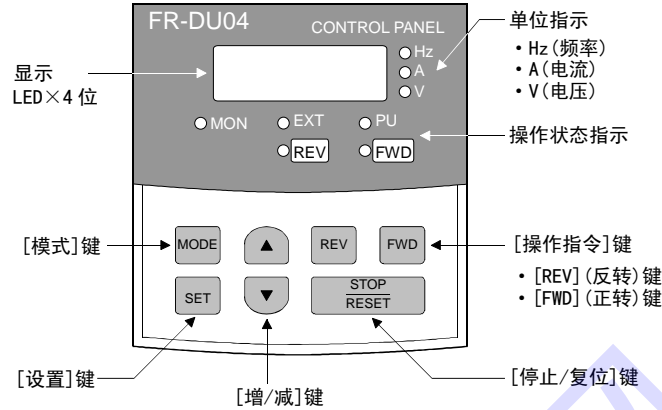 FR-DU04
CONTROL PANEL
Hz
A
V
MON
EXT
PU
REV
FWD
单位指示
・Hz(频率)
・A(电流)
・V(电压)
显示
LED×4位
操作状态指示
[模式]键
MODE
▲
REV
FWD
[操作指令]键
・[REV](反转)键
・[FWD](正转)键
SET
▼
STOP
RESET
[设置]键
[增/减]键
[停止/复位]键